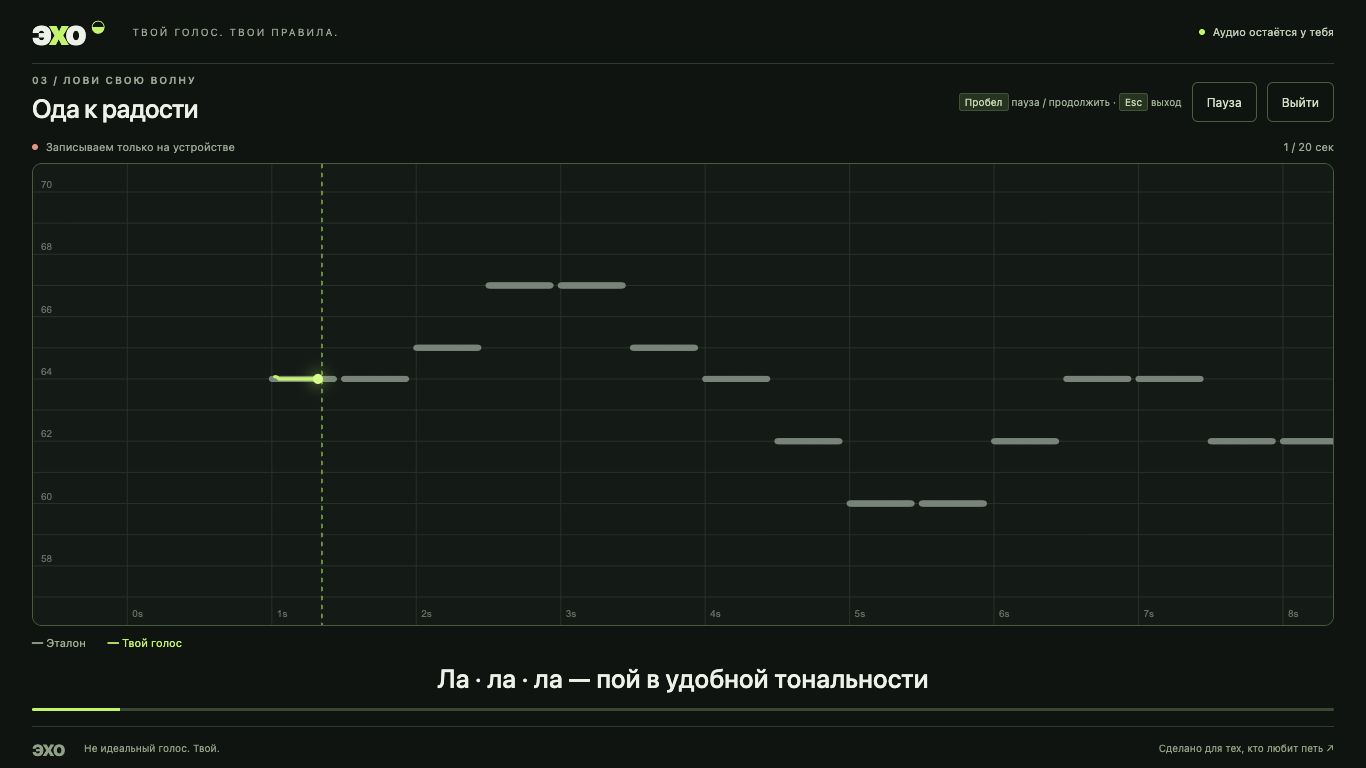 ЭХО
ТВОЙ ГОЛОС. ТВОИ ПРАВИЛА.
Аудио остаётся у тебя
03 / ЛОВИ СВОЮ ВОЛНУ
Ода к радости
Пробел пауза / продолжить · Esc выход
Пауза
Выйти
Записываем только на устройстве
1 / 20 сек
70
68
66
64
62
60
58
0s 1s 2s 3s 4s 5s 6s 7s 8s
Эталон
Твой голос
Ла · ла · ла — пой в удобной тональности
ЭХО
Не идеальный голос. Твой.
Сделано для тех, кто любит петь ↗